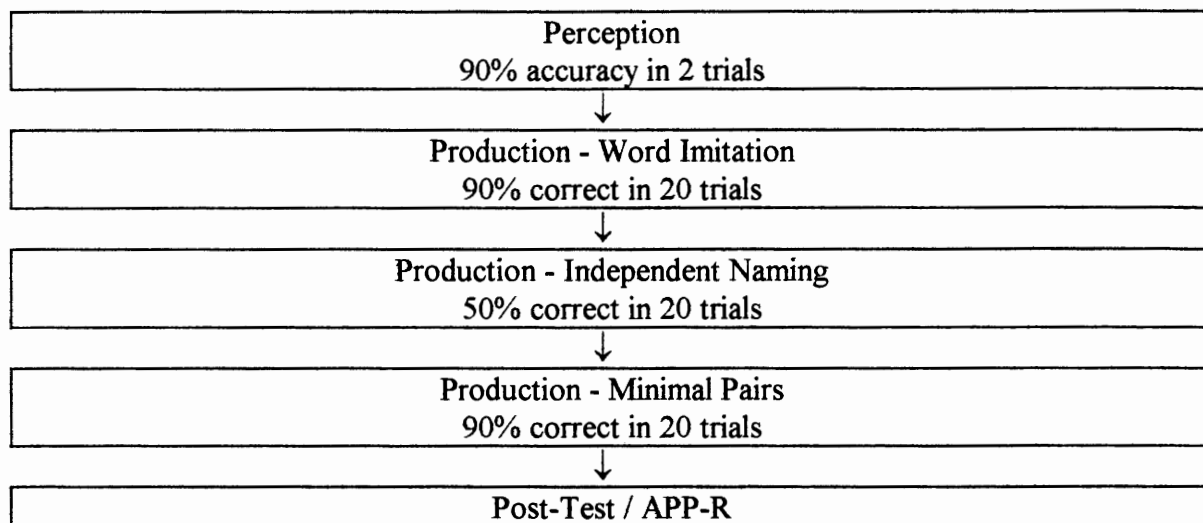 Perception
90% accuracy in 2 trials
↓
Production - Word Imitation
90% correct in 20 trials
↓
Production - Independent Naming
50% correct in 20 trials
↓
Production - Minimal Pairs
90% correct in 20 trials
↓
Post-Test / APP-R